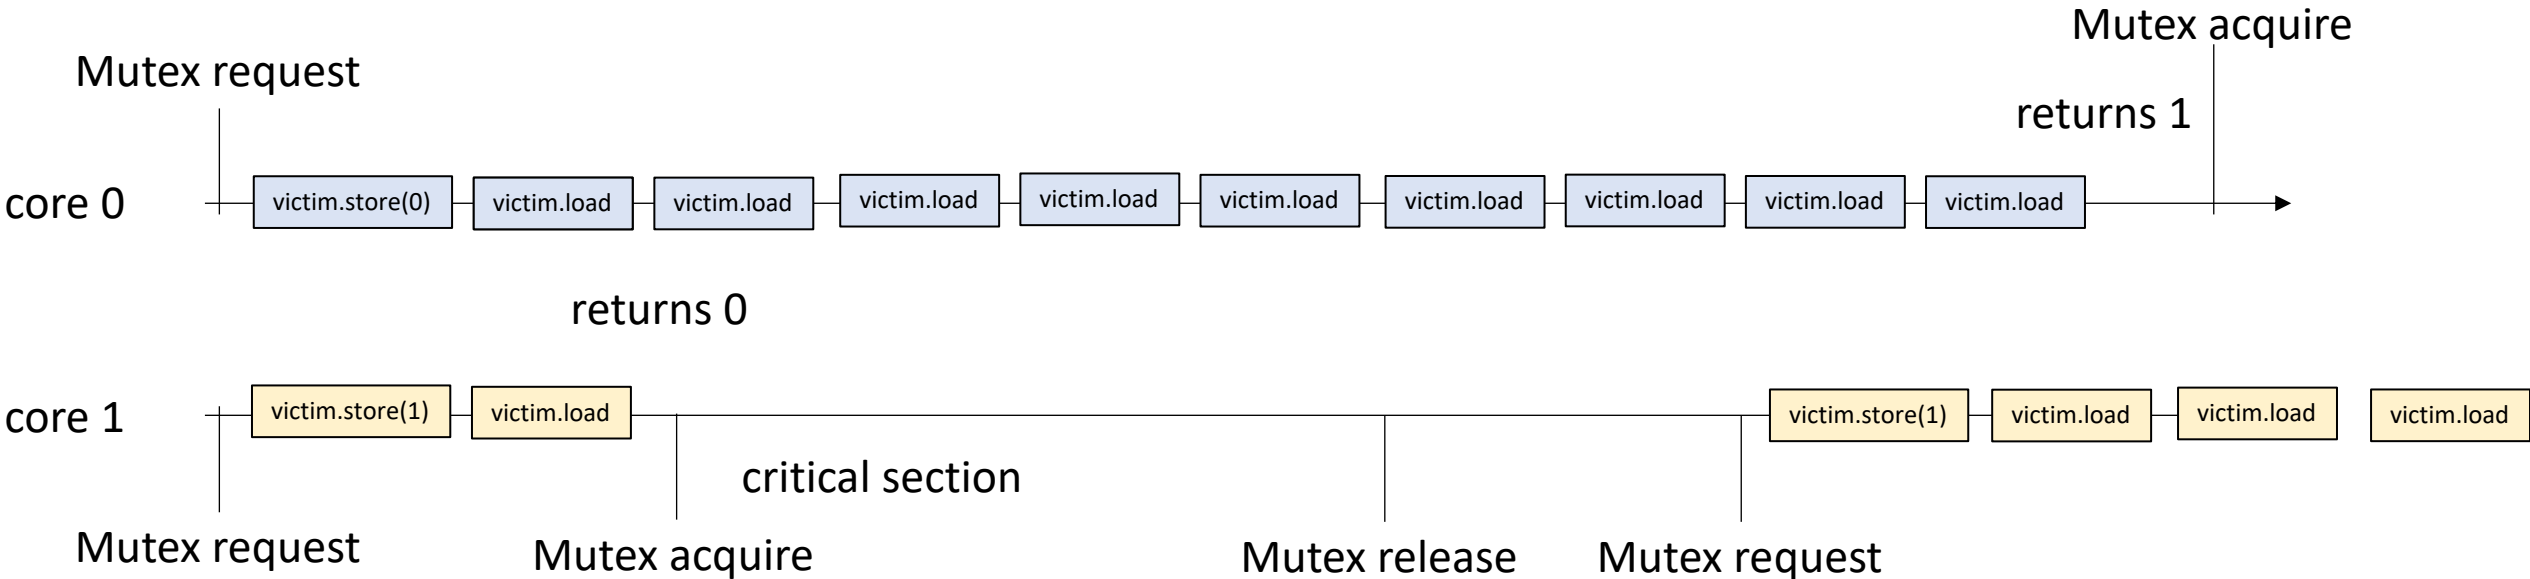 Mutex acquire
Mutex request
returns 1
core 0
victim.store(0)
victim.load
victim.load
victim.load
victim.load
victim.load
victim.load
victim.load
victim.load
victim.load
returns 0
core 1
victim.store(1)
victim.load
victim.store(1)
victim.load
victim.load
victim.load
critical section
Mutex request
Mutex acquire
Mutex release
Mutex request